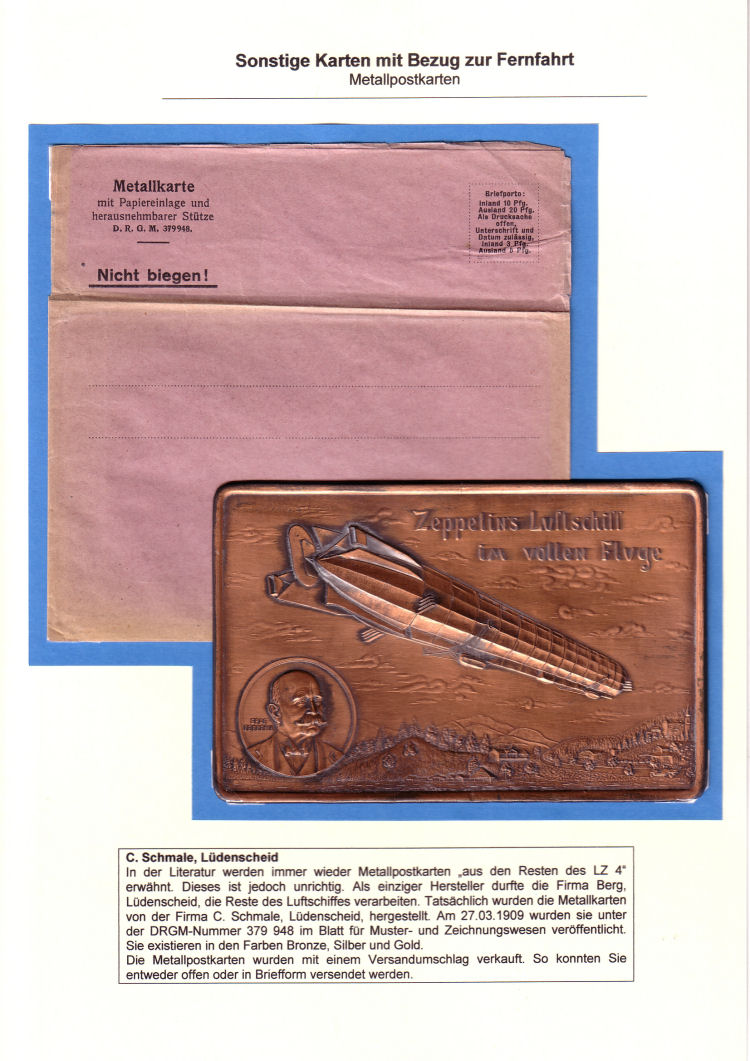 Sonstige Karten mit Bezug zur Fernfahrt
Metallpostkarten
Metallkarte
mit Papiereinlage und
herausnehmbarer Stütze
D. R. G. M. 379948.
Nicht biegen!
Briefporto:
Inland 10 Pfg.
Ausland 20 Pfg.
Als Drucksache
offen,
Unterschrift und
Datum zulässig,
Inland 3 Pfg.
Ausland 5 Pfg.
Zeppelin's Luftschiff
im vollen Fluge
C. Schmale, Lüdenscheid
In der Literatur werden immer wieder Metallpostkarten „aus den Resten des LZ 4“
erwähnt. Dieses ist jedoch unrichtig. Als einziger Hersteller durfte die Firma Berg,
Lüdenscheid, die Reste des Luftschiffes verarbeiten. Tatsächlich wurden die Metallkarten
von der Firma C. Schmale, Lüdenscheid, hergestellt. Am 27.03.1909 wurden sie unter
der DRGM-Nummer 379 948 im Blatt für Muster- und Zeichnungswesen veröffentlicht.
Sie existieren in den Farben Bronze, Silber und Gold.
Die Metallpostkarten wurden mit einem Versandumschlag verkauft. So konnten Sie
entweder offen oder in Briefform versendet werden.